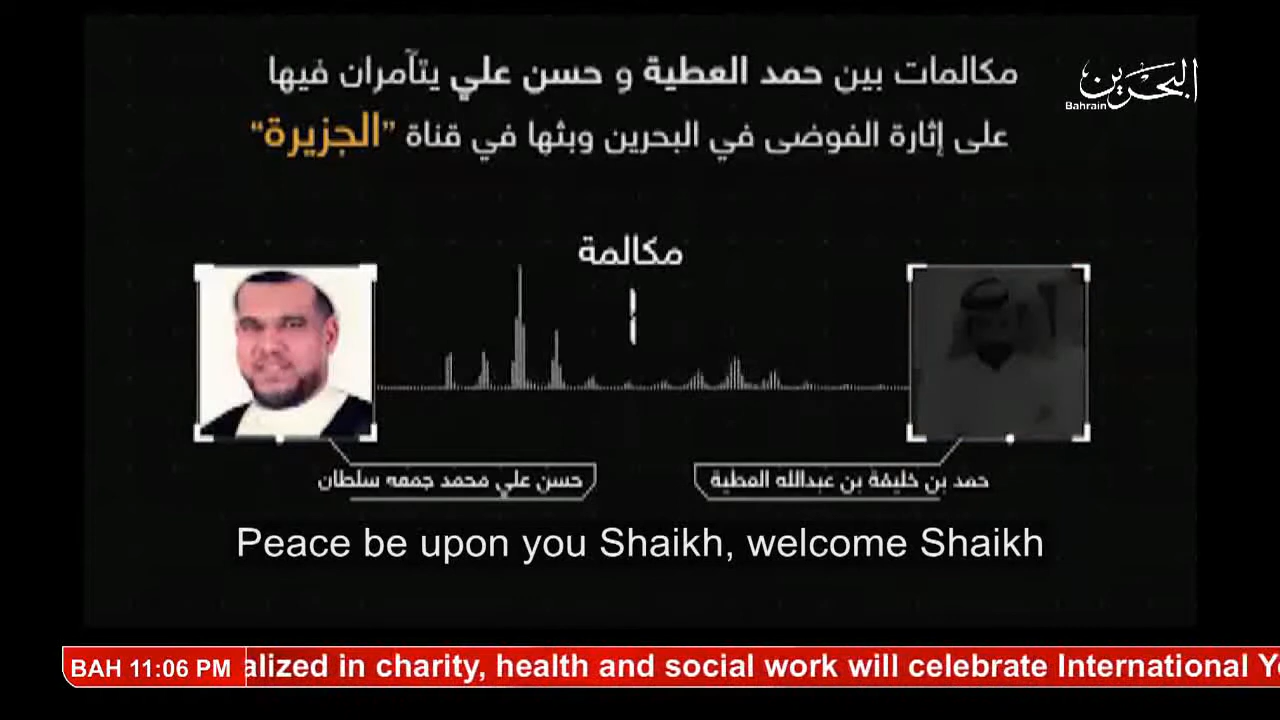 مكالمات بين حمد العطية و حسن علي يتآمران فيها
على إثارة الفوضى في البحرين وبثها في قناة ”الجزيرة“
البحرين
Bahrain
مكالمة
حسن علي محمد جمعه سلطان
حمد بن خليفة بن عبدالله العطية
Peace be upon you Shaikh, welcome Shaikh
BAH 11:06 PM
alized in charity, health and social work will celebrate International